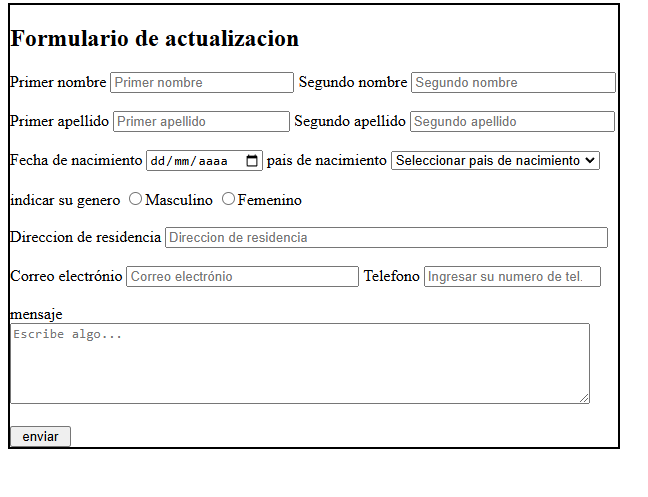 Formulario de actualizacion
Primer nombre Primer nombre Segundo nombre Segundo nombre
Primer apellido Primer apellido Segundo apellido Segundo apellido
Fecha de nacimiento dd/mm/aaaa pais de nacimiento Seleccionar pais de nacimiento
indicar su genero Masculino Femenino
Direccion de residencia Direccion de residencia
Correo electrónio Correo electrónio Telefono Ingresar su numero de tel.
mensaje
Escribe algo...
enviar